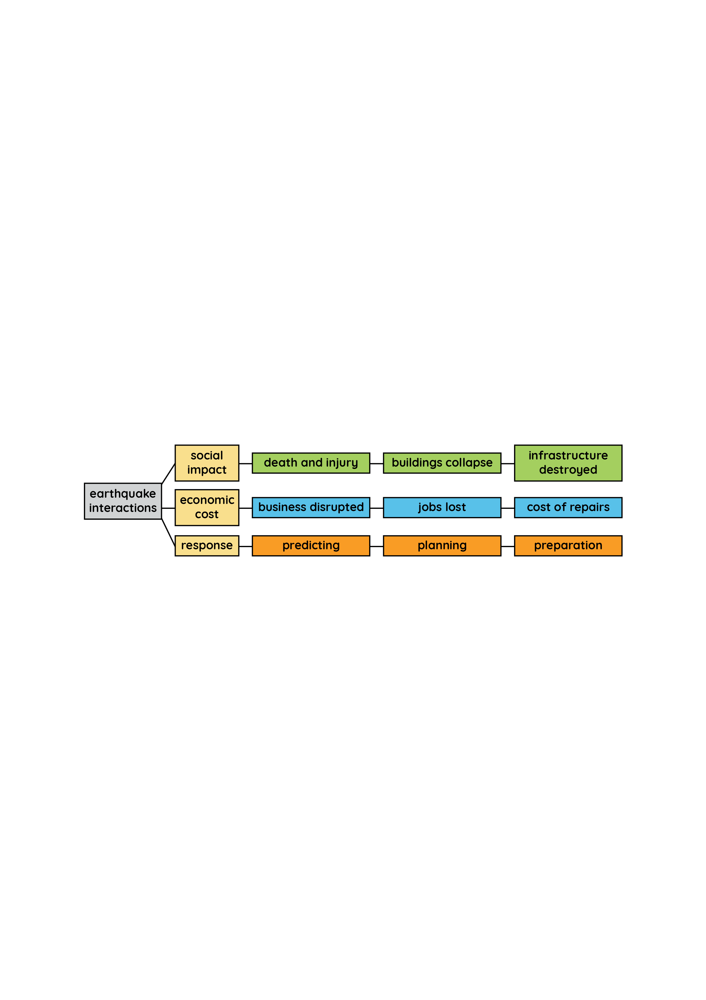 social
impact
death and injury
buildings collapse
infrastructure
destroyed
earthquake
interactions
economic
cost
business disrupted
jobs lost
cost of repairs
response
predicting
planning
preparation